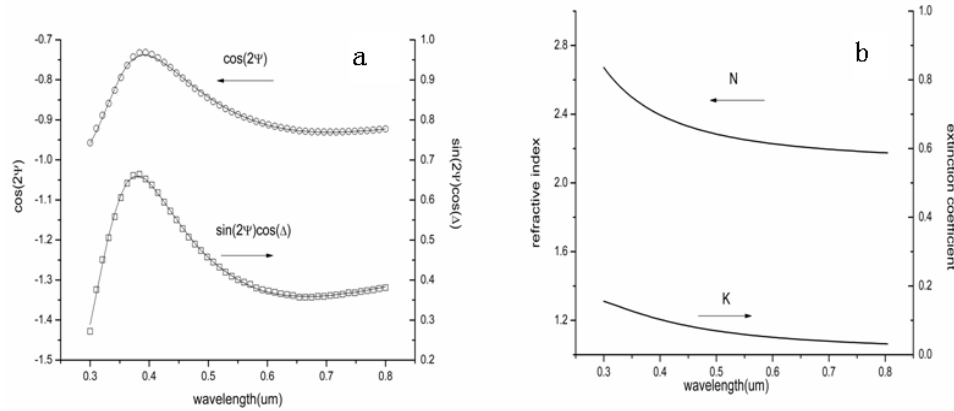 a
cos(2Ψ)
sin(2Ψ)cos(Δ)
-0.7
-0.8
-0.9
-1.0
-1.1
-1.2
-1.3
-1.4
-1.5
cos(2Ψ)
1.0
0.9
0.8
0.7
0.6
0.5
0.4
0.3
0.2
sin(2Ψ)cos(Δ)
0.3 0.4 0.5 0.6 0.7 0.8
wavelength(um)
b
N
K
2.8
2.4
2.0
1.6
1.2
refractive index
1.0
0.8
0.6
0.4
0.2
0.0
extinction coefficient
0.3 0.4 0.5 0.6 0.7 0.8
wavelength(um)